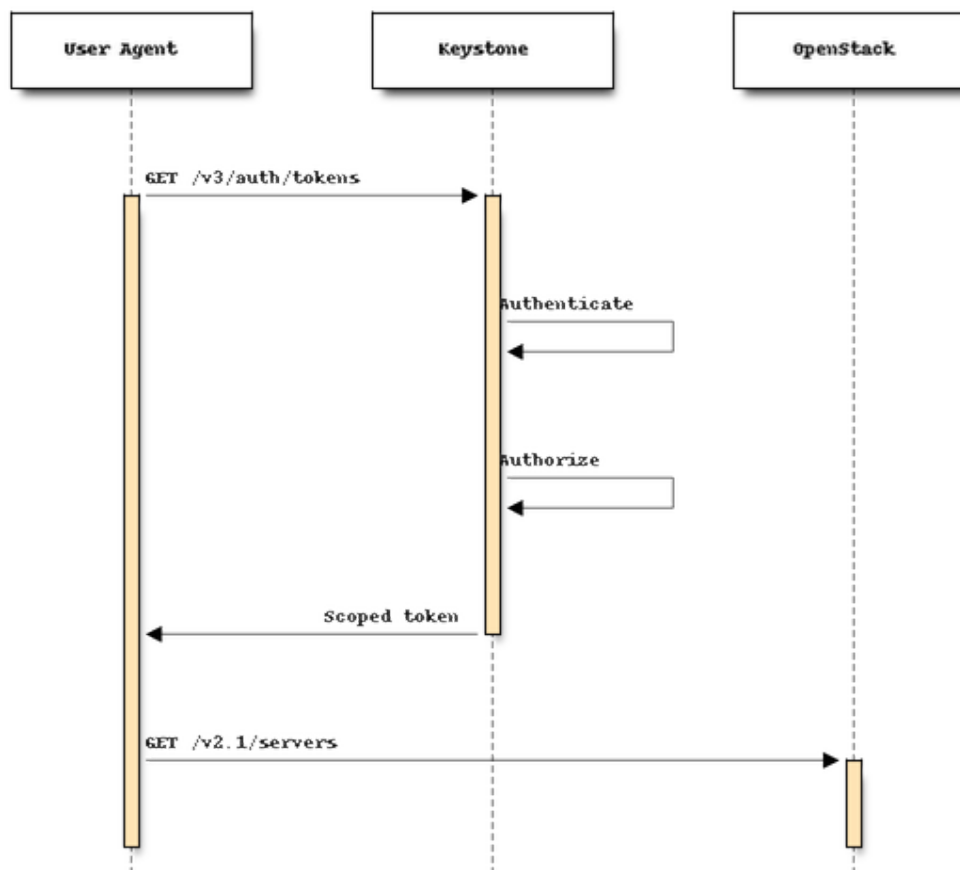 User Agent
Keystone
OpenStack
GET /v3/auth/tokens
Authenticate
Authorize
Scoped token
GET /v2.1/servers